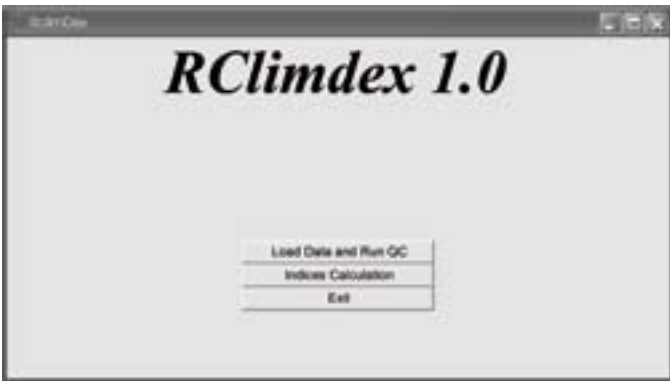 RClimdex 1.0
Load Data and Run QC
Indices Calculation
Exit